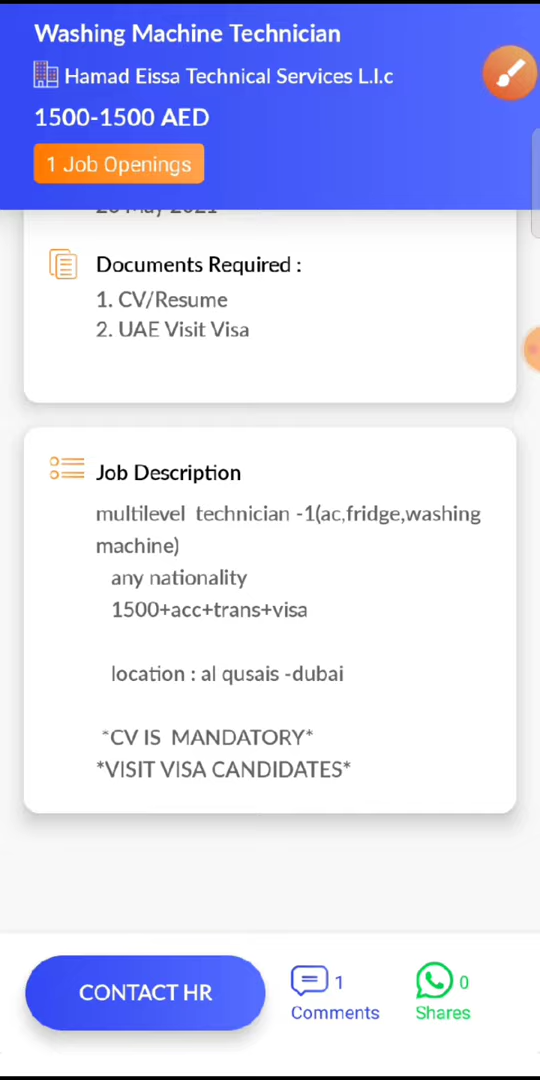 Washing Machine Technician
Hamad Eissa Technical Services L.l.c
1500-1500 AED
1 Job Openings
Documents Required :
1. CV/Resume
2. UAE Visit Visa
Job Description
multilevel technician -1(ac,fridge,washing
machine)
any nationality
1500+acc+trans+visa
location : al qusais -dubai
*CV IS MANDATORY*
*VISIT VISA CANDIDATES*
CONTACT HR
1
Comments
0
Shares